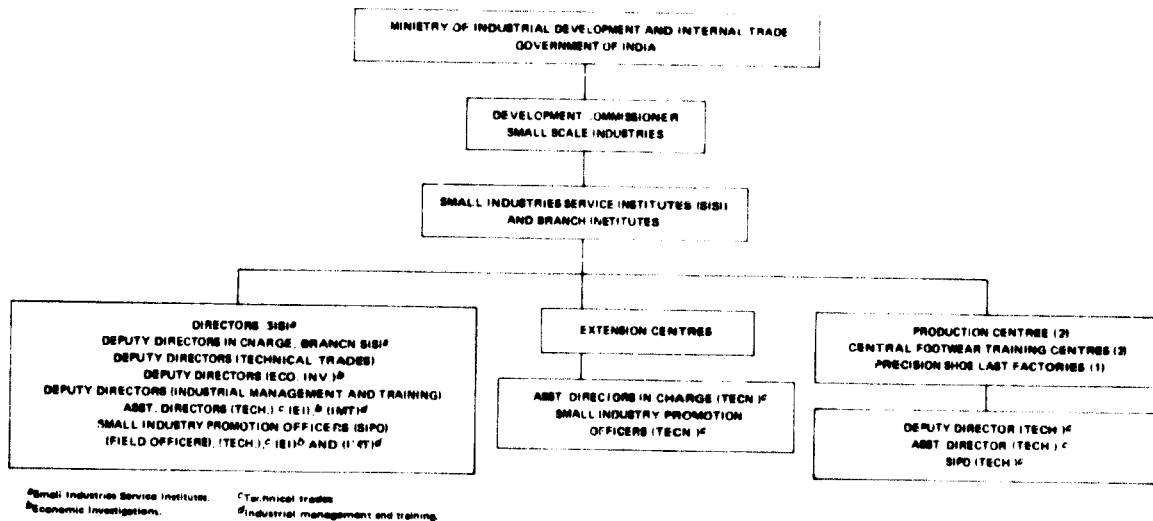 MINISTRY OF INDUSTRIAL DEVELOPMENT AND INTERNAL TRADE
GOVERNMENT OF INDIA
DEVELOPMENT COMMISSIONER
SMALL SCALE INDUSTRIES
SMALL INDUSTRIES SERVICE INSTITUTES (SISI)
AND BRANCH INSTITUTES
DIRECTORS, SISI a
DEPUTY DIRECTORS IN CHARGE, BRANCH SISI a
DEPUTY DIRECTORS (TECHNICAL TRADES)
DEPUTY DIRECTORS (ECO. INV.) b
DEPUTY DIRECTORS (INDUSTRIAL MANAGEMENT AND TRAINING)
ASST. DIRECTORS (TECH.) c (EI), b (IMT) d
SMALL INDUSTRY PROMOTION OFFICERS (SIPO)
(FIELD OFFICERS), (TECH.), c (EI) b AND (IMT) d
EXTENSION CENTRES
ASST DIRECTORS IN CHARGE (TECH ) c
SMALL INDUSTRY PROMOTION
OFFICERS (TECH ) c
PRODUCTION CENTRE (2)
CENTRAL FOOTWEAR TRAINING CENTRES (2)
PRECISION SHOE LAST FACTORIES (1)
DEPUTY DIRECTOR (TECH ) c
ASST DIRECTOR (TECH ) c
SIPO (TECH ) c
a Small Industries Service Institutes. c Technical trades
b Economic Investigations. d Industrial management and training.